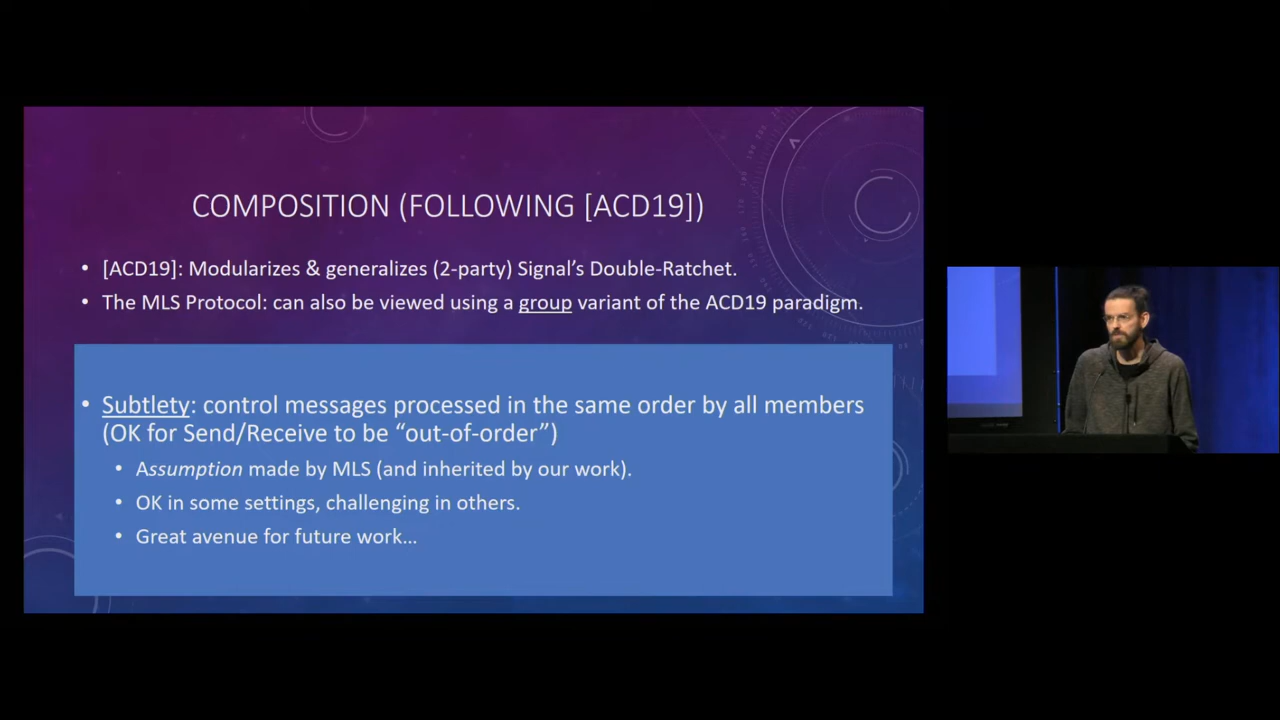 COMPOSITION (FOLLOWING [ACD19])
• [ACD19]: Modularizes & generalizes (2-party) Signal's Double-Ratchet.
• The MLS Protocol: can also be viewed using a group variant of the ACD19 paradigm.
• Subtlety: control messages processed in the same order by all members
(OK for Send/Receive to be “out-of-order”)
• Assumption made by MLS (and inherited by our work).
• OK in some settings, challenging in others.
• Great avenue for future work…